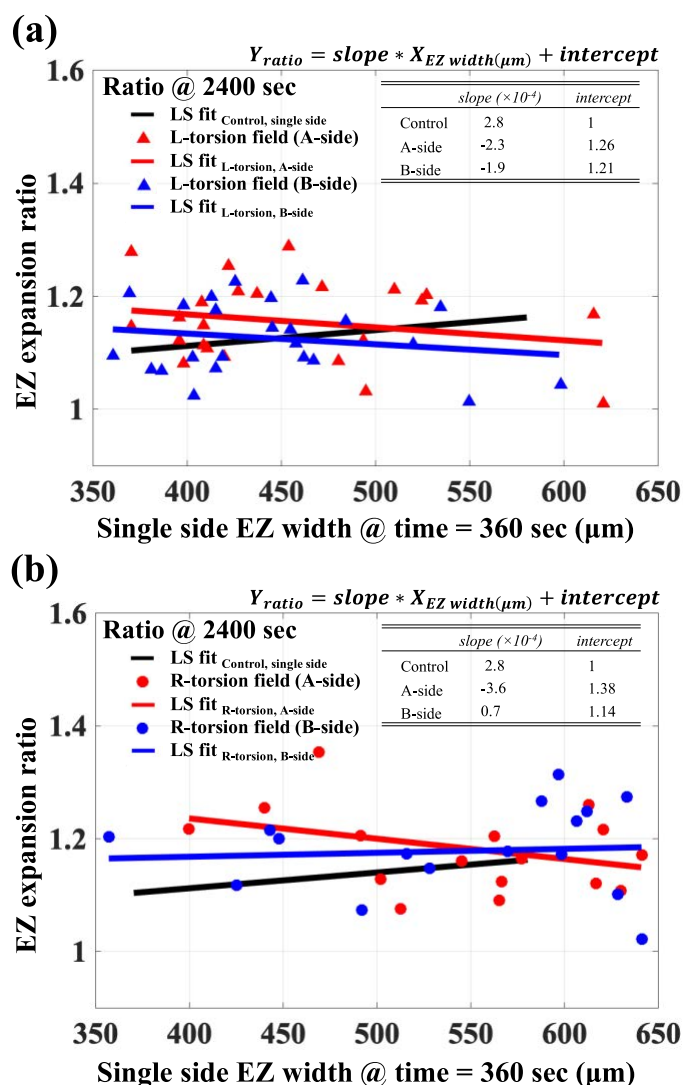 (a)
Y_ratio = slope * X_EZ width(μm) + intercept
1.6
Ratio @ 2400 sec
LS fit Control, single side
L-torsion field (A-side)
LS fit L-torsion, A-side
L-torsion field (B-side)
LS fit L-torsion, B-side
slope (×10⁻⁴) intercept
Control 2.8 1
A-side -2.3 1.26
B-side -1.9 1.21
1.4
1.2
1
EZ expansion ratio
350 400 450 500 550 600 650
Single side EZ width @ time = 360 sec (μm)
(b)
Y_ratio = slope * X_EZ width(μm) + intercept
1.6
Ratio @ 2400 sec
LS fit Control, single side
R-torsion field (A-side)
LS fit R-torsion, A-side
R-torsion field (B-side)
LS fit R-torsion, B-side
slope (×10⁻⁴) intercept
Control 2.8 1
A-side -3.6 1.38
B-side 0.7 1.14
1.4
1.2
1
EZ expansion ratio
350 400 450 500 550 600 650
Single side EZ width @ time = 360 sec (μm)